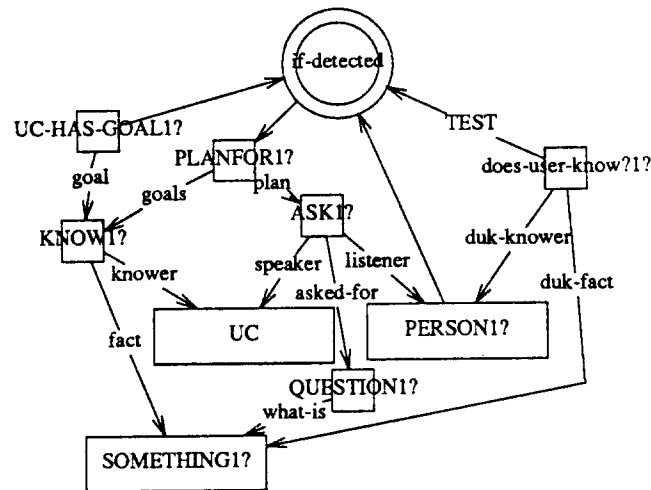 if-detected
UC-HAS-GOAL1?
TEST
PLANFOR1?
does-user-know?1?
goal
goals
plan
ASK1?
KNOW1?
duk-knower
knower
speaker
listener
duk-fact
asked-for
fact
UC
PERSON1?
QUESTION1?
what-is
SOMETHING1?